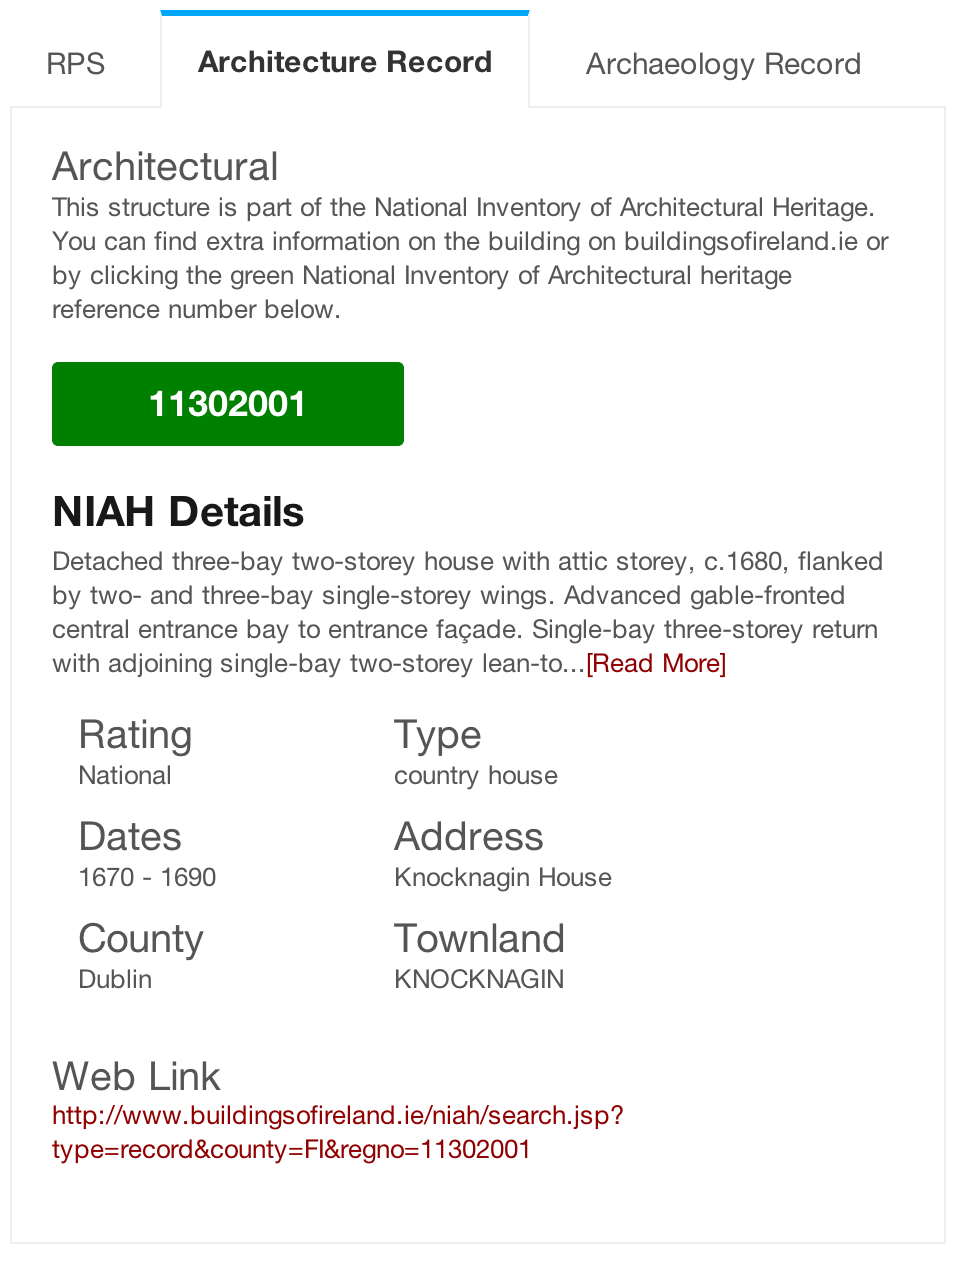 RPS
Architecture Record
Archaeology Record
Architectural
This structure is part of the National Inventory of Architectural Heritage.
You can find extra information on the building on buildingsofireland.ie or
by clicking the green National Inventory of Architectural heritage
reference number below.
11302001
NIAH Details
Detached three-bay two-storey house with attic storey, c.1680, flanked
by two- and three-bay single-storey wings. Advanced gable-fronted
central entrance bay to entrance façade. Single-bay three-storey return
with adjoining single-bay two-storey lean-to...[Read More]
Rating
National
Type
country house
Dates
1670 - 1690
Address
Knocknagin House
County
Dublin
Townland
KNOCKNAGIN
Web Link
http://www.buildingsofireland.ie/niah/search.jsp?
type=record&county=FI&regno=11302001